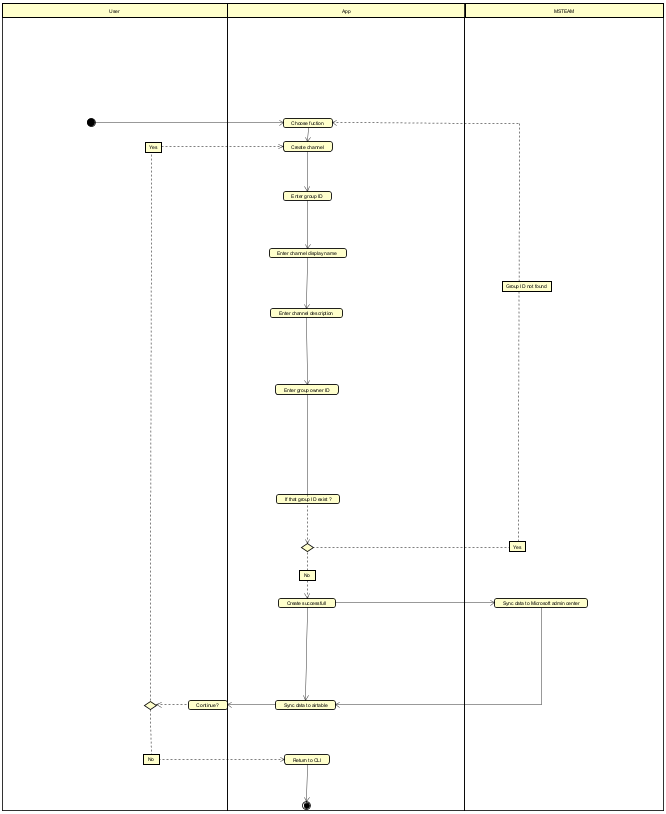 User
App
MSTEAM
Choose fuction
Yes
Create channel
Enter group ID
Enter channel display name
Group ID not found
Enter channel description
Enter group owner ID
If that group ID exist ?
Yes
No
Create successfull
Sync data to Microsoft admin center
Continue?
Sync data to airtable
No
Return to CLI